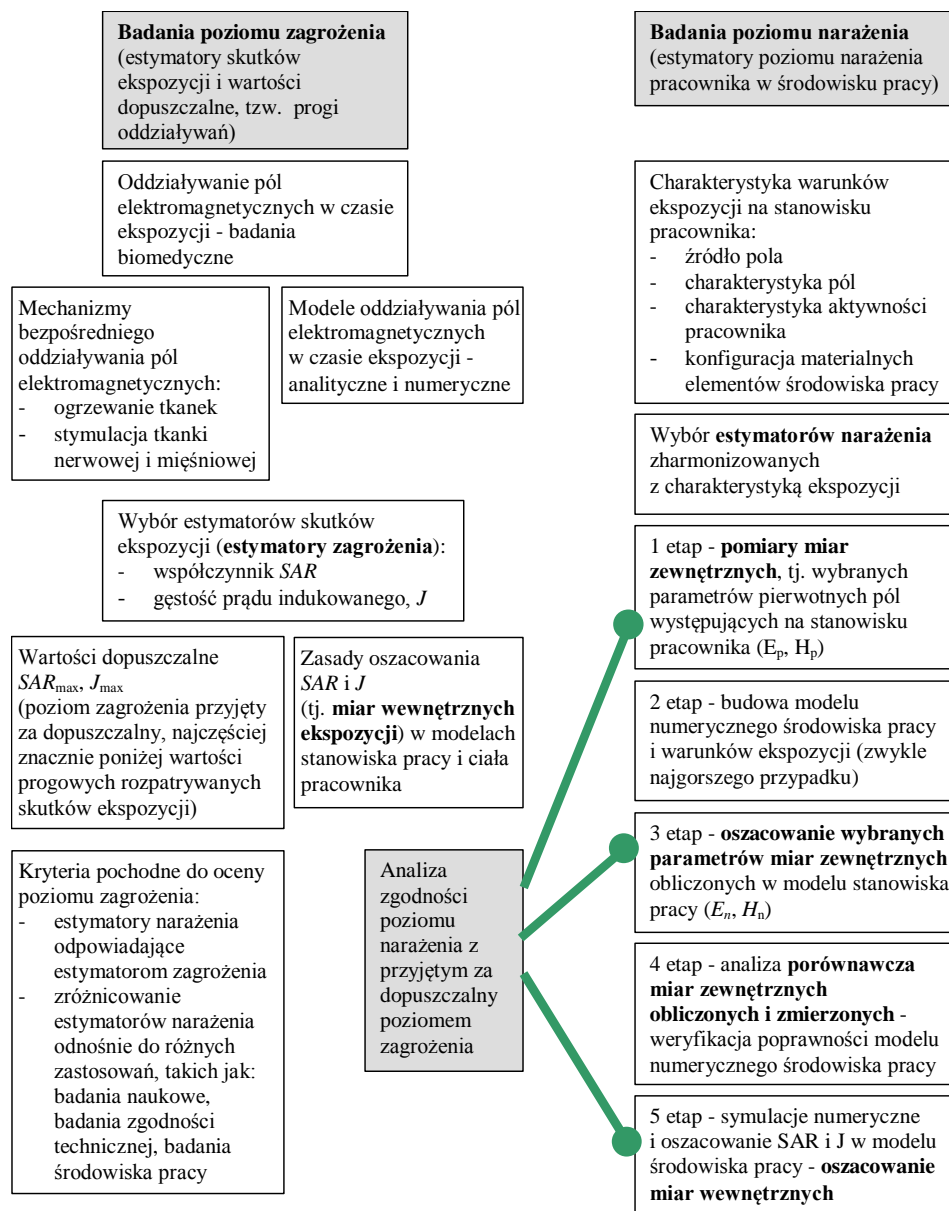 Badania poziomu zagrożenia
(estymatory skutków
ekspozycji i wartości
dopuszczalne, tzw. progi
oddziaływań)
Oddziaływanie pól
elektromagnetycznych w czasie
ekspozycji - badania
biomedyczne
Mechanizmy
bezpośredniego
oddziaływania pól
elektromagnetycznych:
- ogrzewanie tkanek
- stymulacja tkanki
nerwowej i mięśniowej
Modele oddziaływania pól
elektromagnetycznych
w czasie ekspozycji -
analityczne i numeryczne
Wybór estymatorów skutków
ekspozycji (estymatory zagrożenia):
- współczynnik SAR
- gęstość prądu indukowanego, J
Wartości dopuszczalne
SARmax, Jmax
(poziom zagrożenia przyjęty
za dopuszczalny, najczęściej
znacznie poniżej wartości
progowych rozpatrywanych
skutków ekspozycji)
Zasady oszacowania
SAR i J
(tj. miar wewnętrznych
ekspozycji) w modelach
stanowiska pracy i ciała
pracownika
Kryteria pochodne do oceny
poziomu zagrożenia:
- estymatory narażenia
odpowiadające
estymatorom zagrożenia
- zróżnicowanie
estymatorów narażenia
odnośnie do różnych
zastosowań, takich jak:
badania naukowe,
badania zgodności
technicznej, badania
środowiska pracy
Analiza
zgodności
poziomu
narażenia z
przyjętym za
dopuszczalny
poziomem
zagrożenia
Badania poziomu narażenia
(estymatory poziomu narażenia
pracownika w środowisku pracy)
Charakterystyka warunków
ekspozycji na stanowisku
pracownika:
- źródło pola
- charakterystyka pól
- charakterystyka aktywności
pracownika
- konfiguracja materialnych
elementów środowiska pracy
Wybór estymatorów narażenia
zharmonizowanych
z charakterystyką ekspozycji
1 etap - pomiary miar
zewnętrznych, tj. wybranych
parametrów pierwotnych pól
występujących na stanowisku
pracownika (Ep, Hp)
2 etap - budowa modelu
numerycznego środowiska pracy
i warunków ekspozycji (zwykle
najgorszego przypadku)
3 etap - oszacowanie wybranych
parametrów miar zewnętrznych
obliczonych w modelu stanowiska
pracy (En, Hn)
4 etap - analiza porównawcza
miar zewnętrznych
obliczonych i zmierzonych -
weryfikacja poprawności modelu
numerycznego środowiska pracy
5 etap - symulacje numeryczne
i oszacowanie SAR i J w modelu
środowiska pracy - oszacowanie
miar wewnętrznych